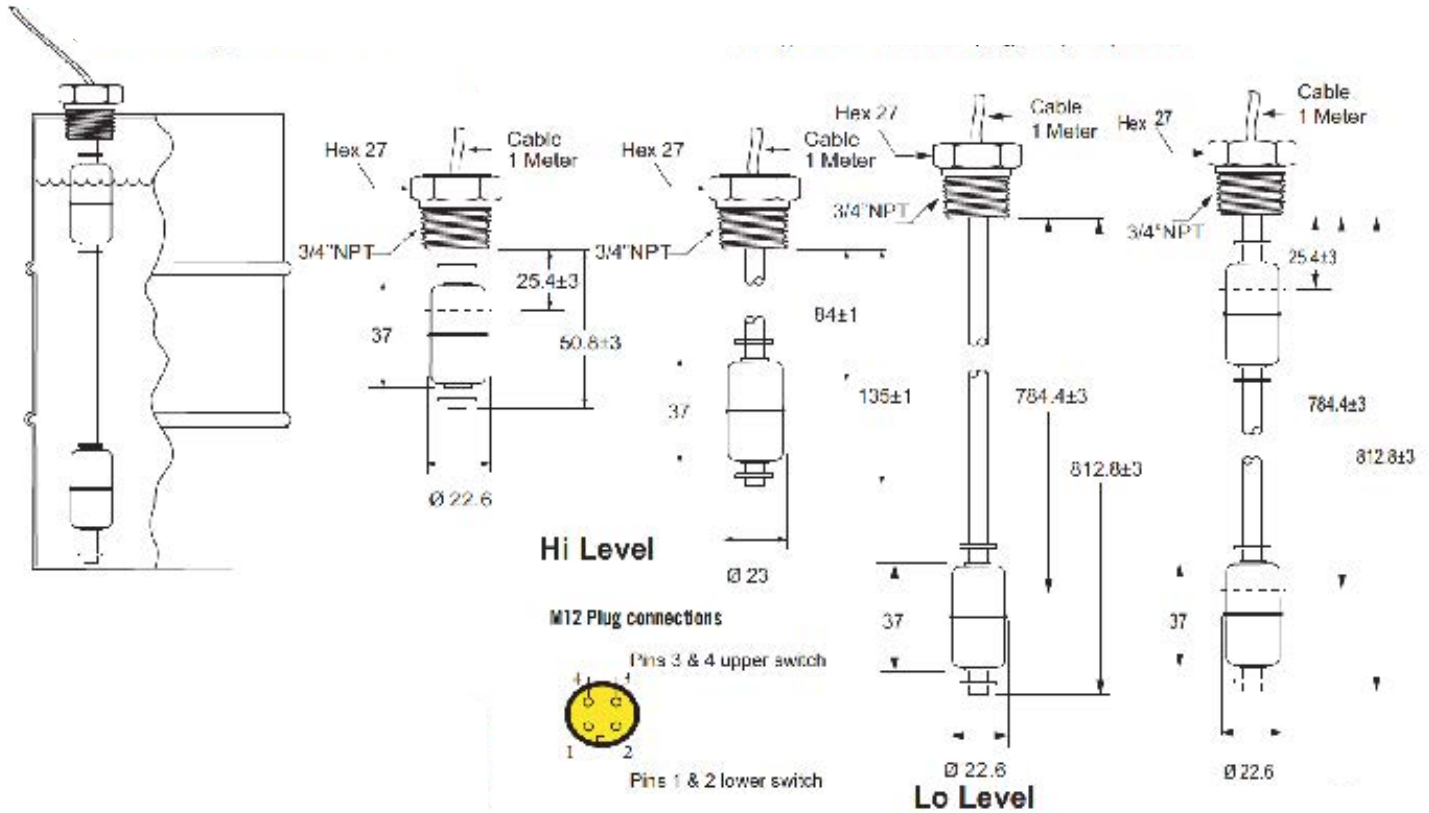 Hex 27
Cable
1 Meter
3/4"NPT
25.4±3
37
50.8±3
Ø 22.6
Hex 27
Cable
1 Meter
3/4"NPT
84±1
135±1
37
Ø 23
Hi Level
Hex 27
Cable
1 Meter
3/4"NPT
784.4±3
812.8±3
37
Ø 22.6
Lo Level
Hex 27
Cable
1 Meter
3/4"NPT
25.4±3
784.4±3
812.8±3
37
Ø 22.6
M12 Plug connections
Pins 3 & 4 upper switch
4
1
2
Pins 1 & 2 lower switch